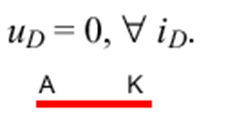 u_D = 0, ∀ i_D.
A K